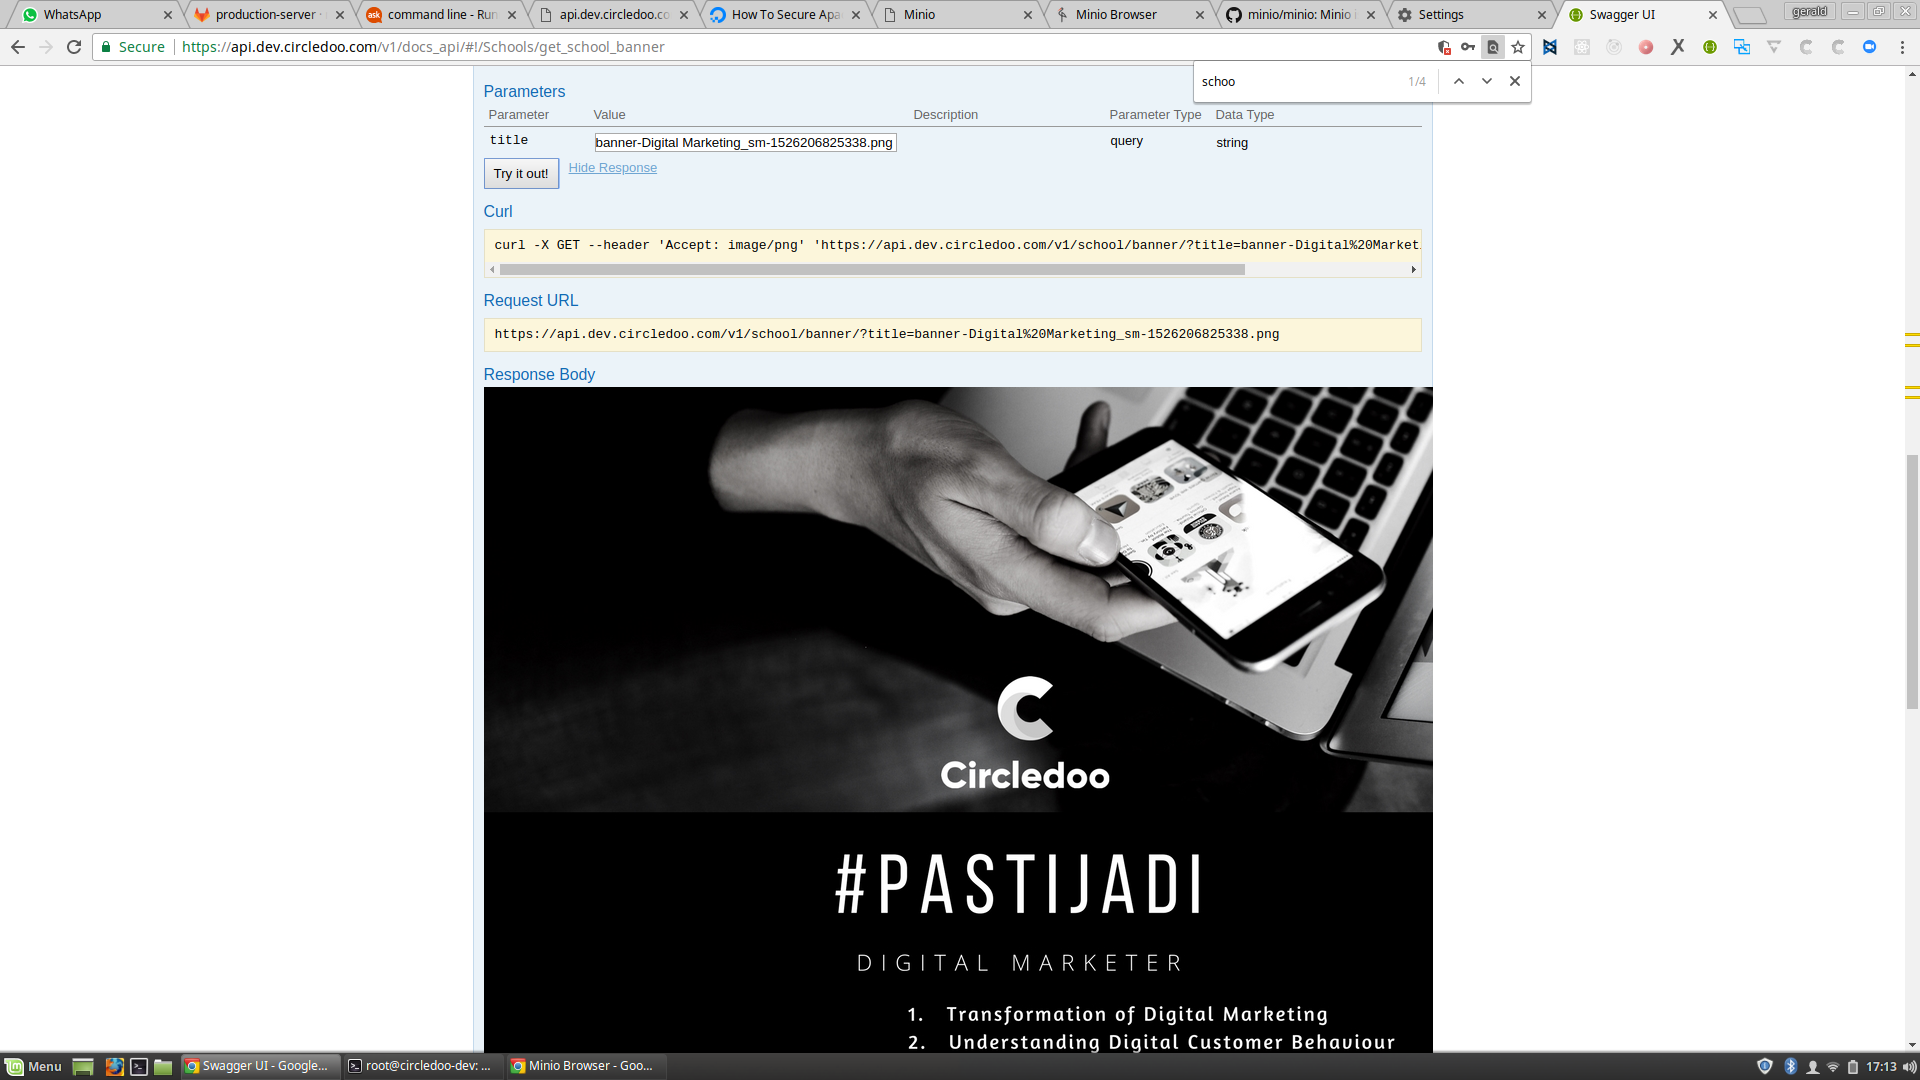 WhatsApp
production-server
command line - Run
api.dev.circledoo.co
How To Secure Apa
Minio
Minio Browser
minio/minio: Minio i
Settings
Swagger UI
gerald
Secure
https://api.dev.circledoo.com/v1/docs_api/#!/Schools/get_school_banner
schoo
1/4
Parameters
Parameter Value Description Parameter Type Data Type
title banner-Digital Marketing_sm-1526206825338.png query string
Try it out! Hide Response
Curl
curl -X GET --header 'Accept: image/png' 'https://api.dev.circledoo.com/v1/school/banner/?title=banner-Digital%20Market
Request URL
https://api.dev.circledoo.com/v1/school/banner/?title=banner-Digital%20Marketing_sm-1526206825338.png
Response Body
Circledoo
#PASTIJADI
DIGITAL MARKETER
1. Transformation of Digital Marketing
2. Understanding Digital Customer Behaviour
Menu
Swagger UI - Google...
root@circledoo-dev: ...
Minio Browser - Goo...
17:13